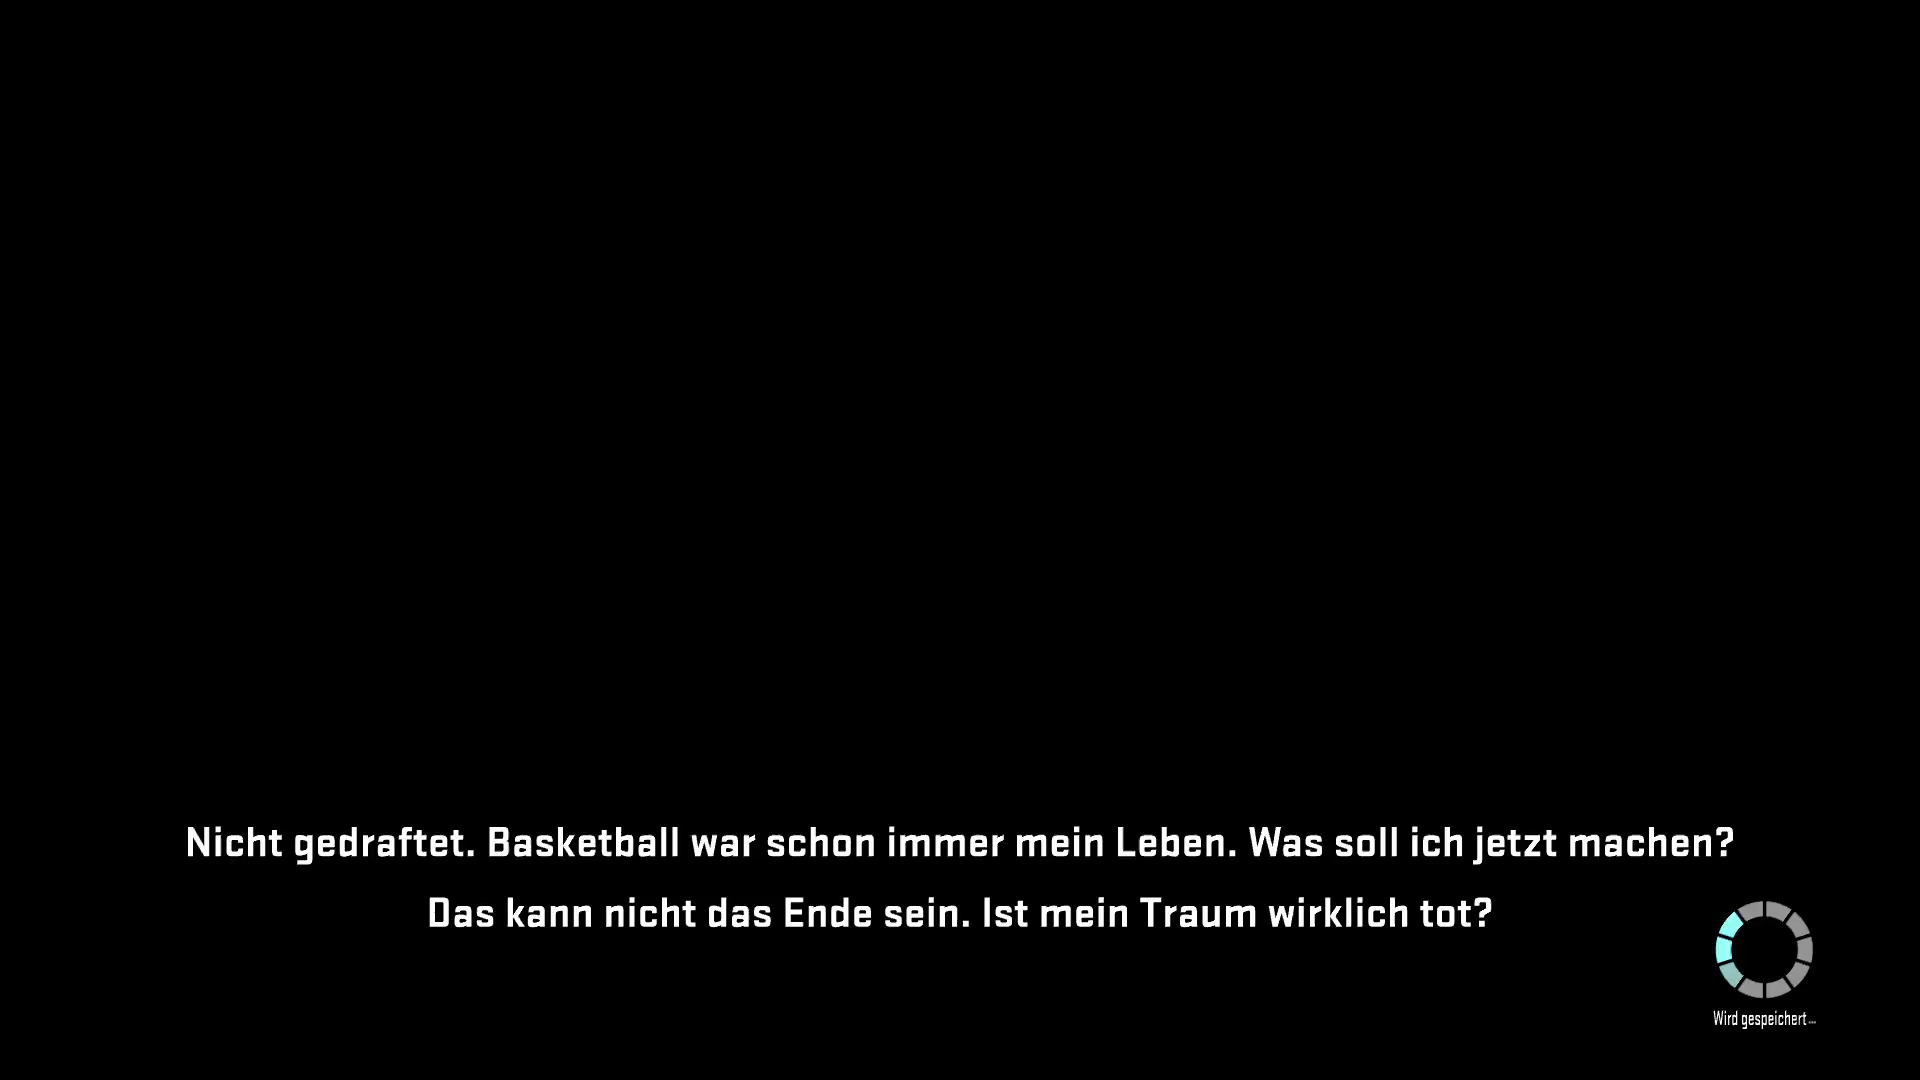 Nicht gedraftet. Basketball war schon immer mein Leben. Was soll ich jetzt machen?
Das kann nicht das Ende sein. Ist mein Traum wirklich tot?
Wird gespeichert...